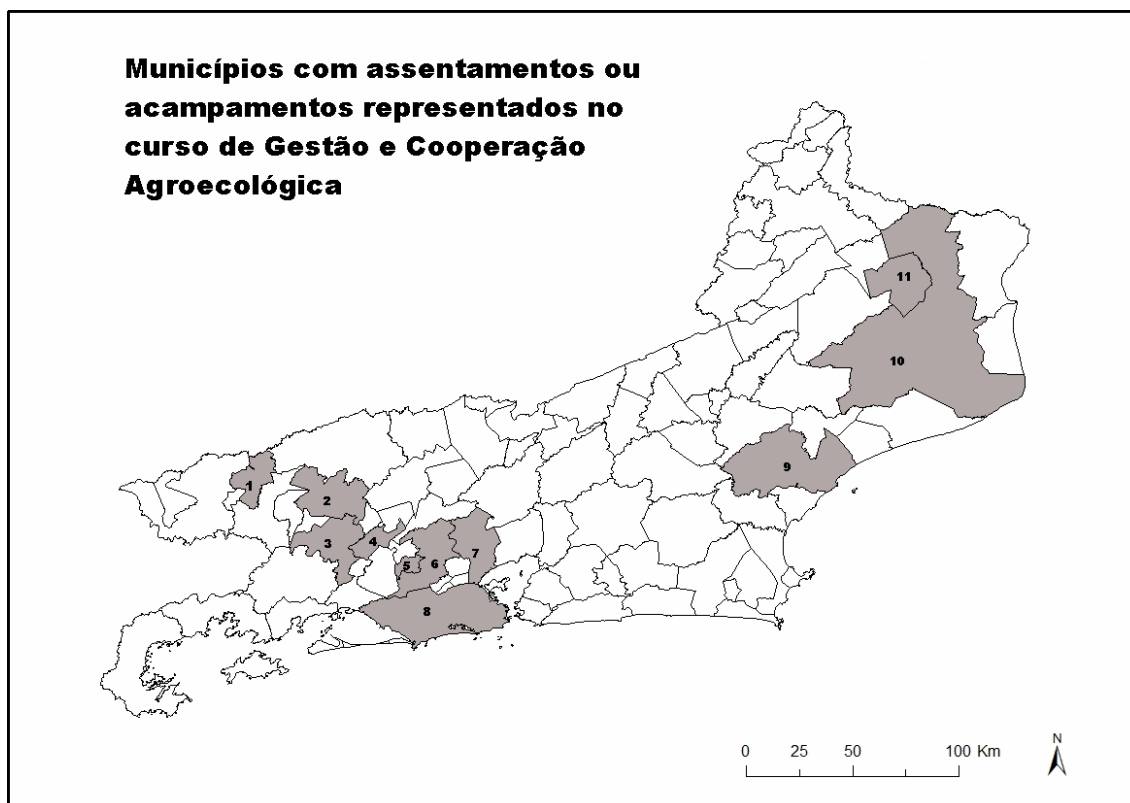 Municípios com assentamentos ou
acampamentos representados no
curso de Gestão e Cooperação
Agroecológica
11
10
9
1
2
3
4
5
6
7
8
N
0 25 50 100 Km